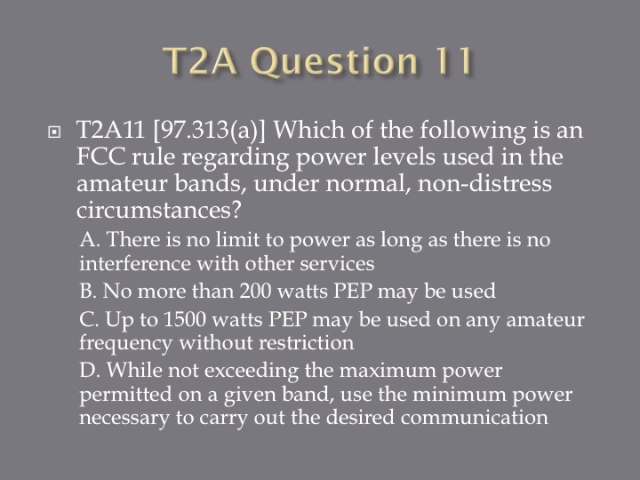 T2A Question 11
T2A11 [97.313(a)] Which of the following is an
FCC rule regarding power levels used in the
amateur bands, under normal, non-distress
circumstances?
A. There is no limit to power as long as there is no
interference with other services
B. No more than 200 watts PEP may be used
C. Up to 1500 watts PEP may be used on any amateur
frequency without restriction
D. While not exceeding the maximum power
permitted on a given band, use the minimum power
necessary to carry out the desired communication